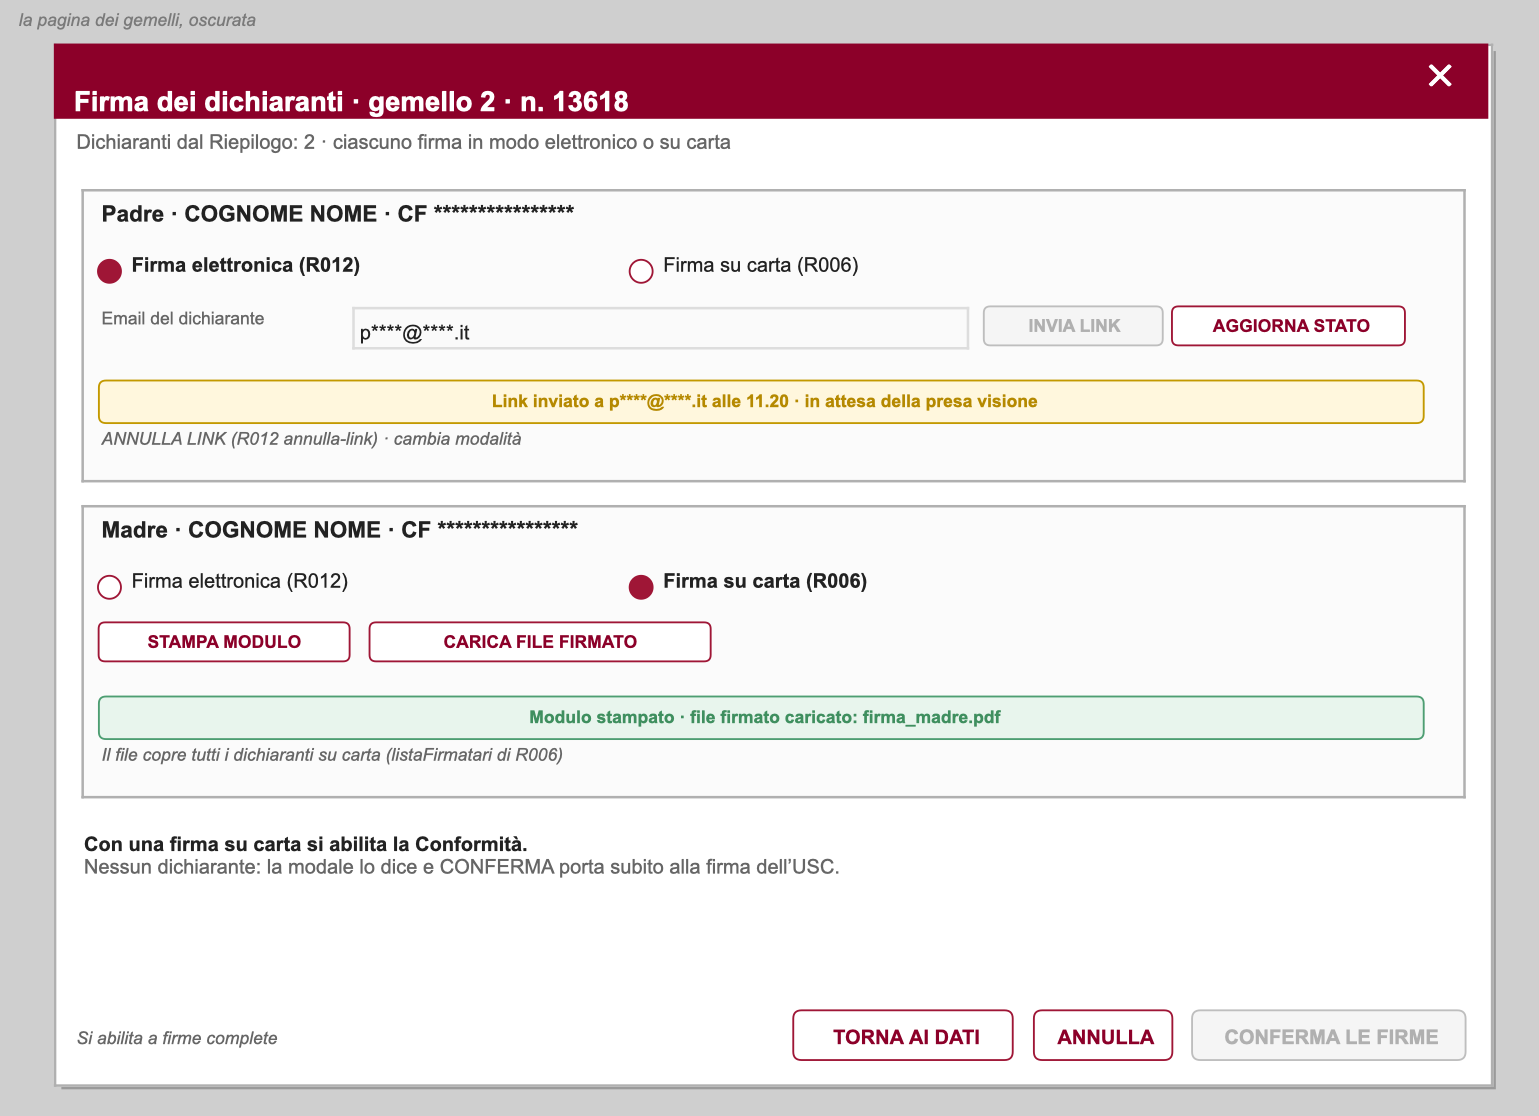 la pagina dei gemelli, oscurata
Firma dei dichiaranti · gemello 2 · n. 13618
Dichiaranti dal Riepilogo: 2 · ciascuno firma in modo elettronico o su carta
Padre · COGNOME NOME · CF ****************
Firma elettronica (R012)
Firma su carta (R006)
Email del dichiarante
p****@****.it
INVIA LINK
AGGIORNA STATO
Link inviato a p****@****.it alle 11.20 · in attesa della presa visione
ANNULLA LINK (R012 annulla-link) · cambia modalità
Madre · COGNOME NOME · CF ****************
Firma elettronica (R012)
Firma su carta (R006)
STAMPA MODULO
CARICA FILE FIRMATO
Modulo stampato · file firmato caricato: firma_madre.pdf
Il file copre tutti i dichiaranti su carta (listaFirmatari di R006)
Con una firma su carta si abilita la Conformità.
Nessun dichiarante: la modale lo dice e CONFERMA porta subito alla firma dell’USC.
Si abilita a firme complete
TORNA AI DATI
ANNULLA
CONFERMA LE FIRME